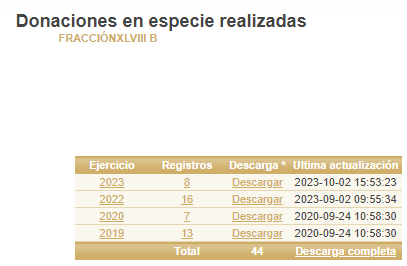 Donaciones en especie realizadas
FRACCIÓNXLVIII B
Ejercicio Registros Descarga * Ultima actualización
2023 8 Descargar 2023-10-02 15:53:23
2022 16 Descargar 2023-09-02 09:55:34
2020 7 Descargar 2020-09-24 10:58:30
2019 13 Descargar 2020-09-24 10:58:30
Total 44 Descarga completa